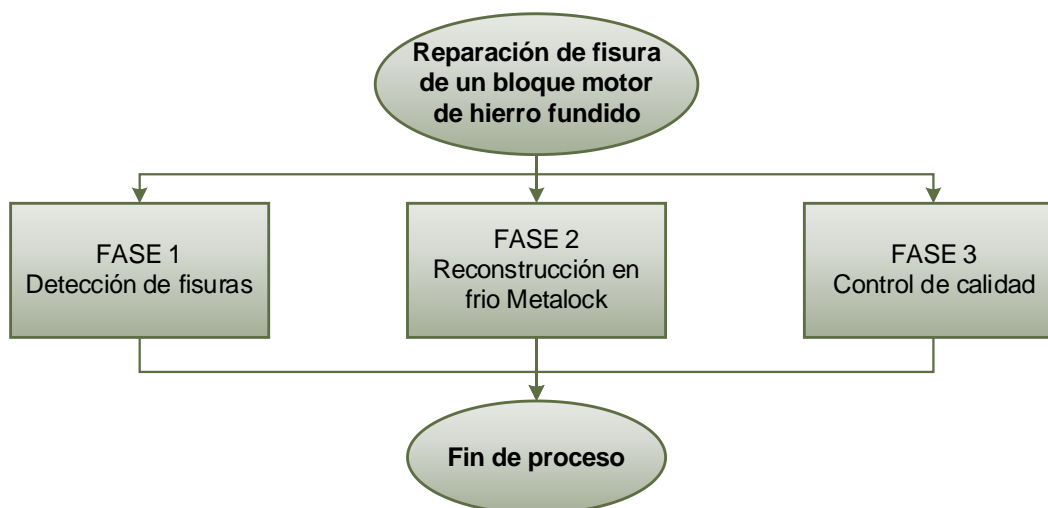 Reparación de fisura
de un bloque motor
de hierro fundido
FASE 1
Detección de fisuras
FASE 2
Reconstrucción en
frio Metalock
FASE 3
Control de calidad
Fin de proceso